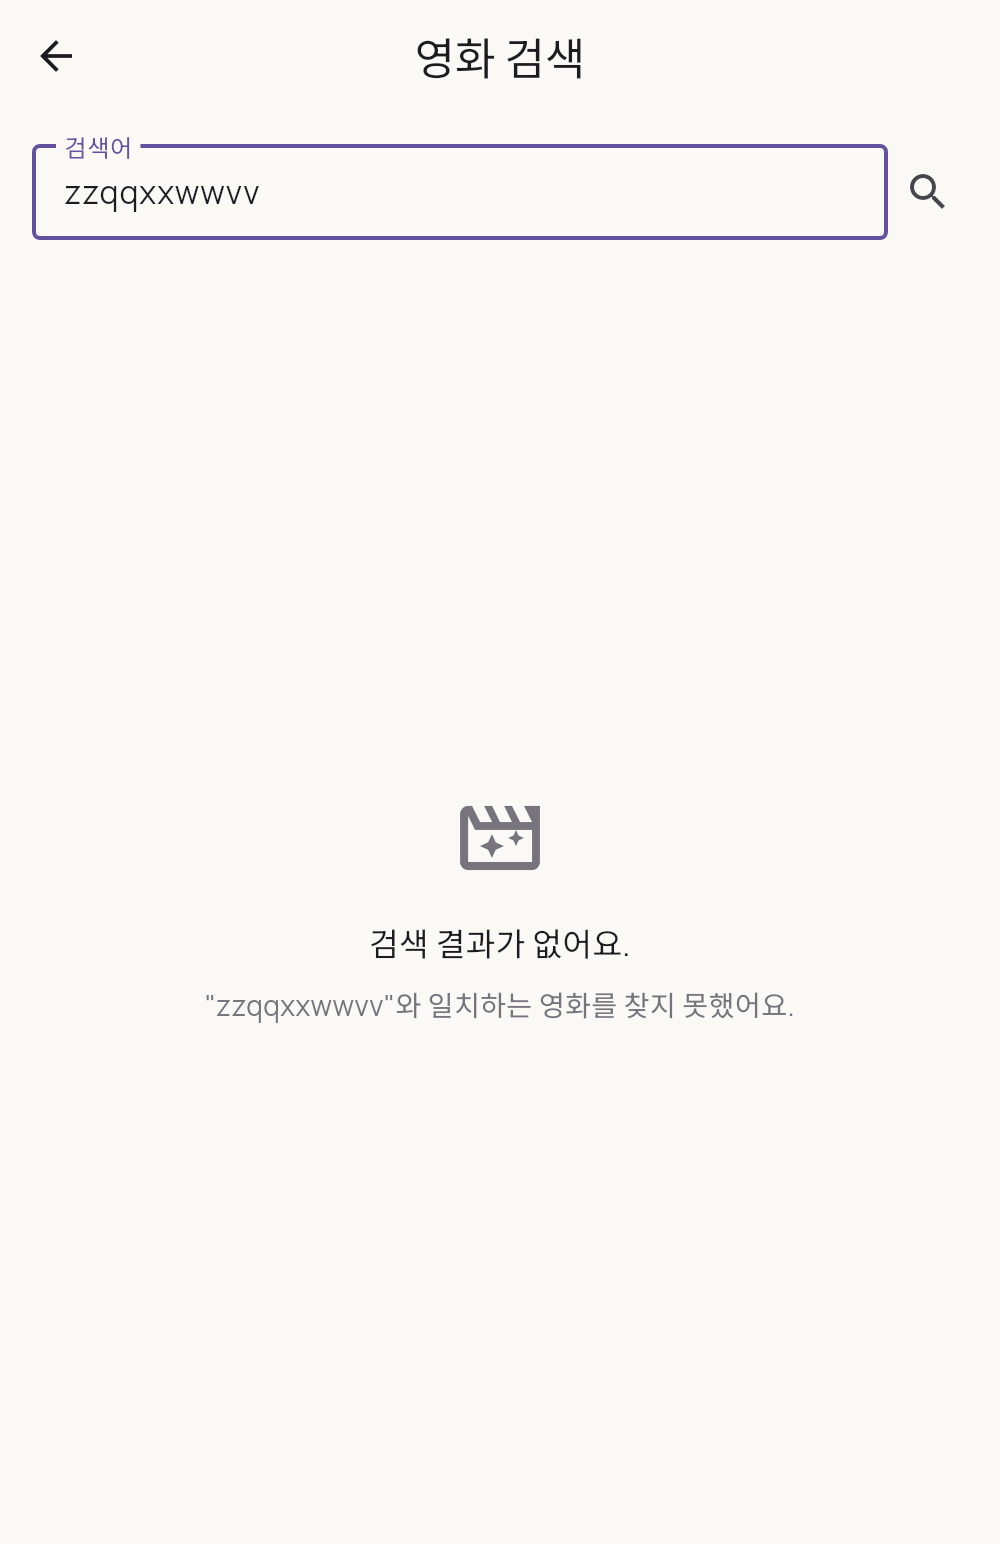 영화 검색
검색어
zzqqxxwwvv
검색 결과가 없어요.
"zzqqxxwwvv"와 일치하는 영화를 찾지 못했어요.